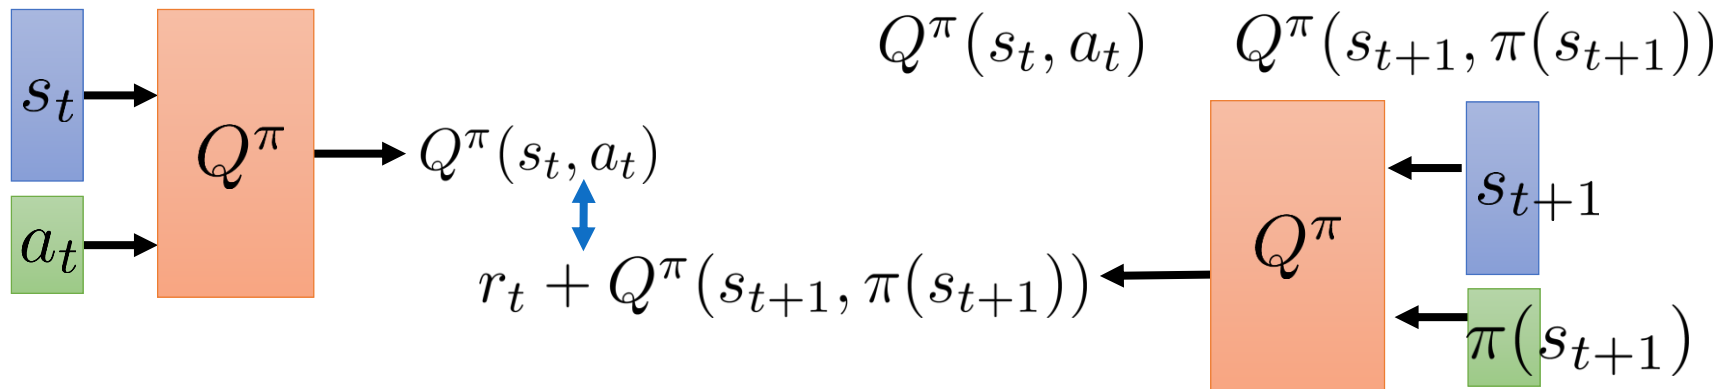 s_t
a_t
Q^π
Q^π(s_t, a_t)
r_t + Q^π(s_{t+1}, π(s_{t+1}))
Q^π(s_t, a_t) Q^π(s_{t+1}, π(s_{t+1}))
Q^π
s_{t+1}
π(s_{t+1})